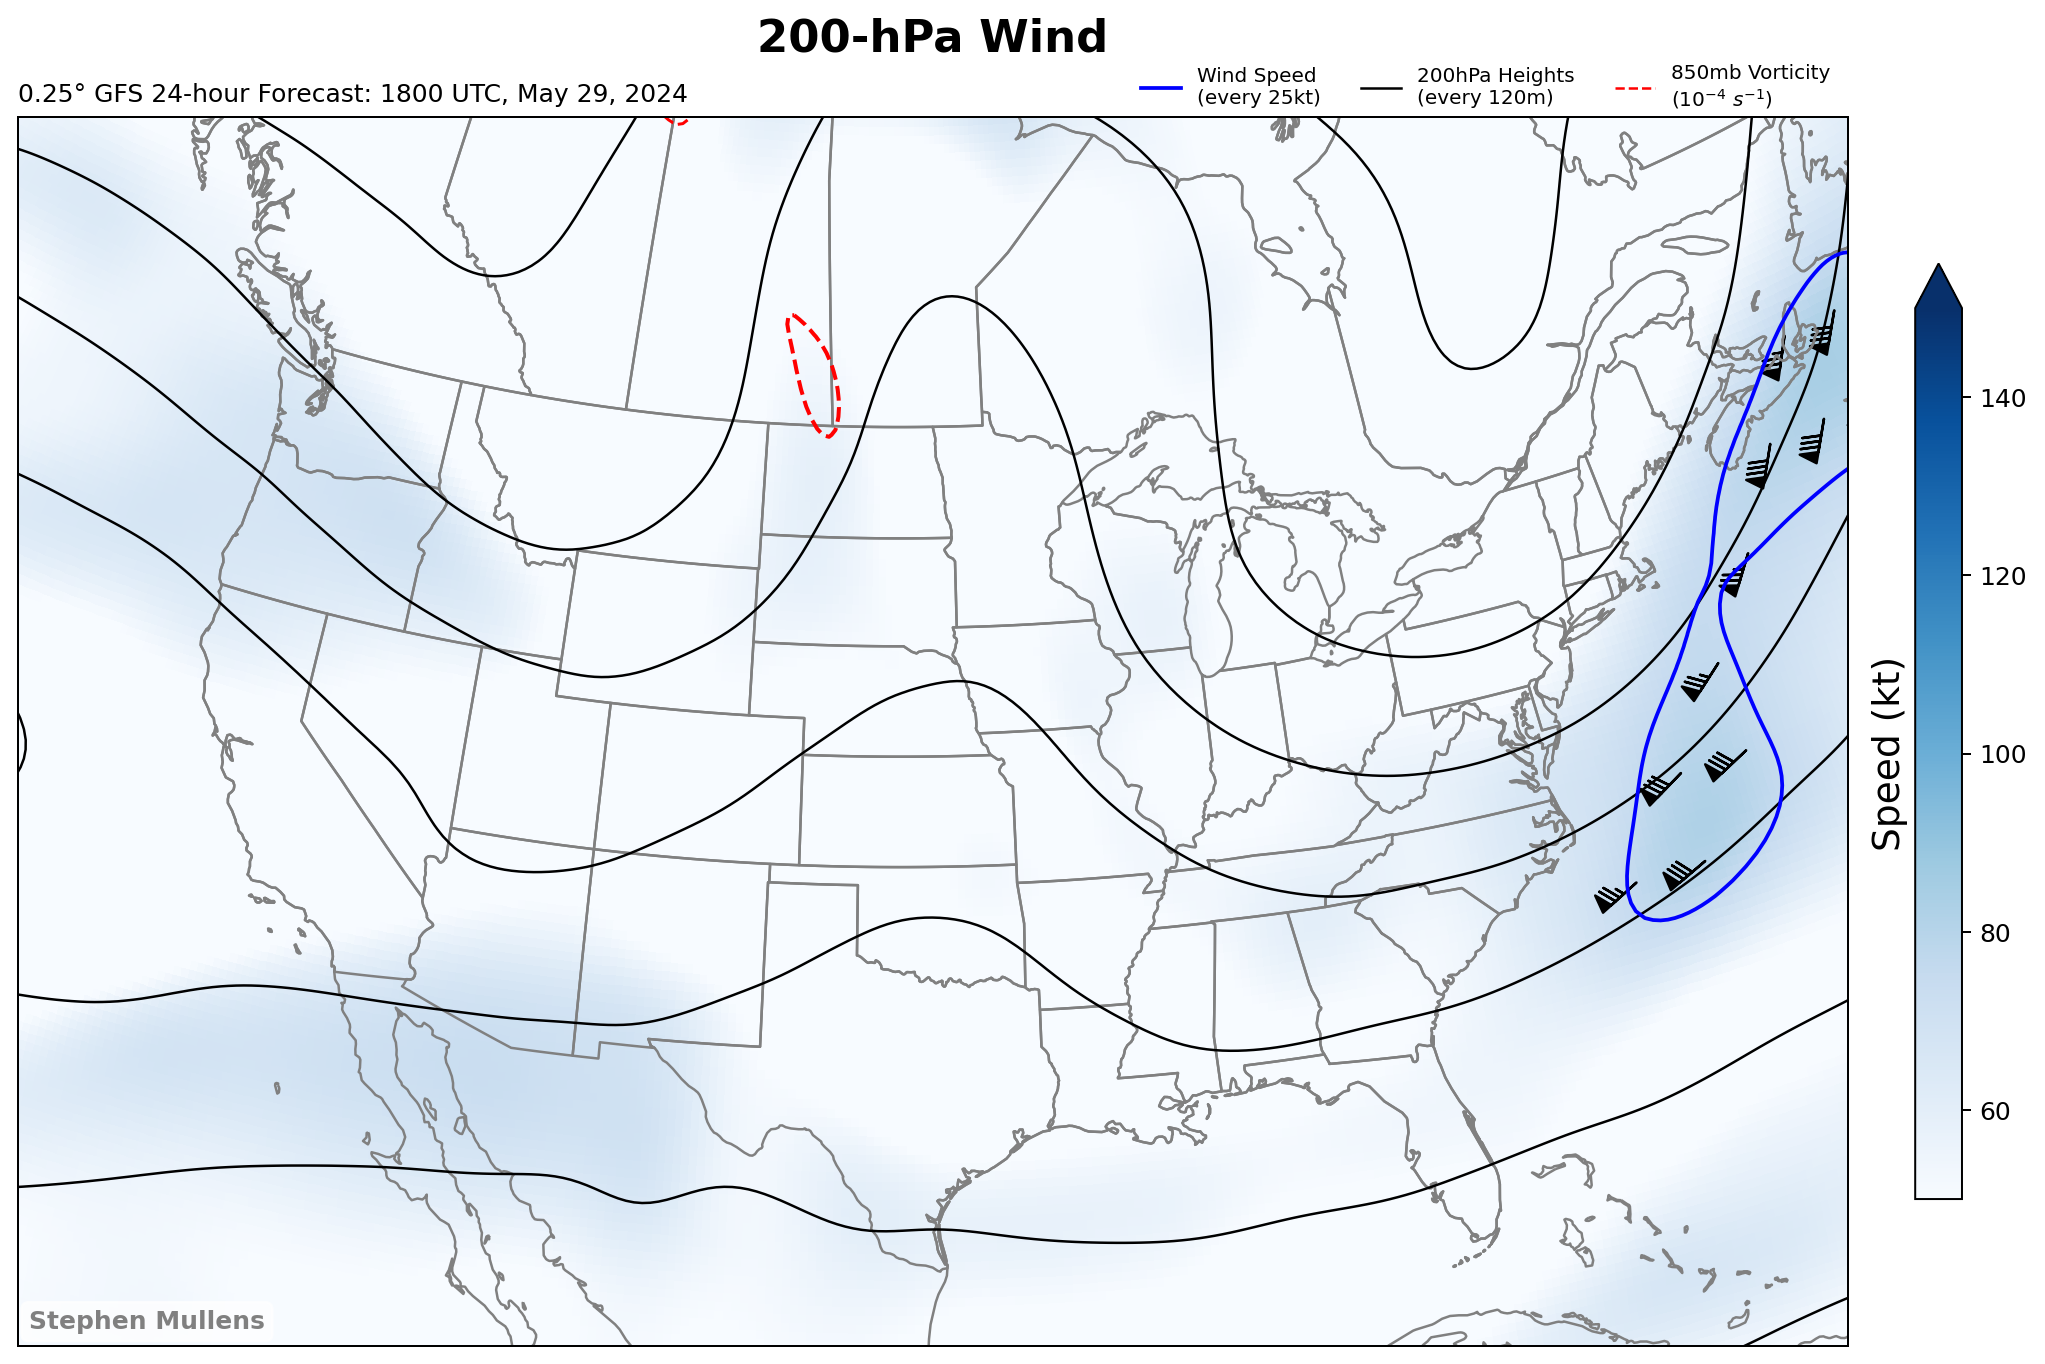 200-hPa Wind
0.25° GFS 24-hour Forecast: 1800 UTC, May 29, 2024
Wind Speed
(every 25kt)
200hPa Heights
(every 120m)
850mb Vorticity
(10⁻⁴ s⁻¹)
140
120
100
80
60
Speed (kt)
Stephen Mullens